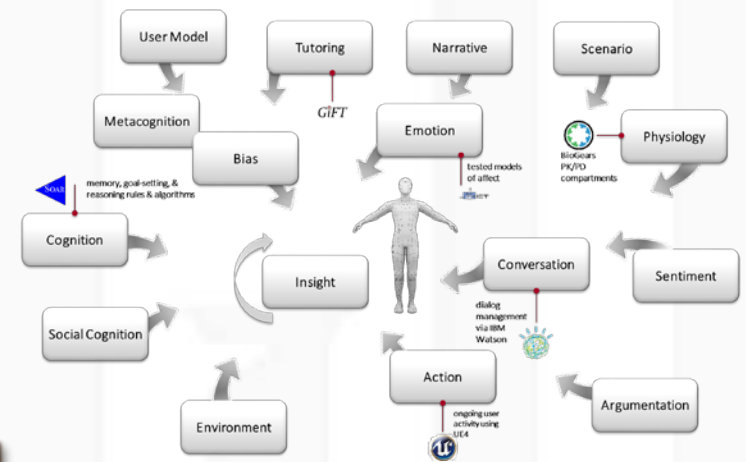 User Model
Tutoring
Narrative
Scenario
GIFT
Metacognition
Emotion
Physiology
Bias
BioGears
PK/PD
compartments
tested models
of affect
SOAR
memory, goal-setting, &
reasoning rules & algorithms
Cognition
Insight
Conversation
Sentiment
Social Cognition
dialog
management
via IBM
Watson
Action
Argumentation
Environment
ongoing user
activity using
UE4